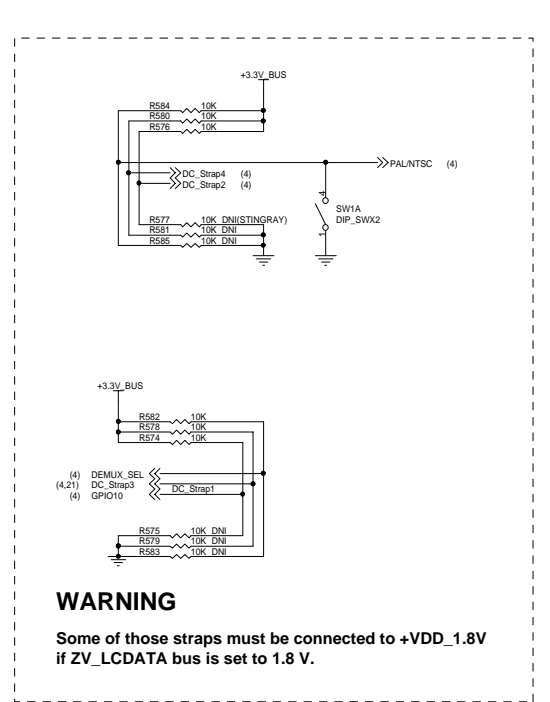 +3.3V_BUS
R584 10K
R580 10K
R576 10K
PAL/NTSC (4)
DC_Strap4 (4)
DC_Strap2 (4)
4
SW1A
DIP_SWX2
1
R577 10K DNI(STINGRAY)
R581 10K DNI
R585 10K DNI
+3.3V_BUS
R582 10K
R578 10K
R574 10K
(4) DEMUX_SEL
(4,21) DC_Strap3
(4) GPIO10 DC_Strap1
R575 10K DNI
R579 10K DNI
R583 10K DNI
WARNING
Some of those straps must be connected to +VDD_1.8V
if ZV_LCDATA bus is set to 1.8 V.